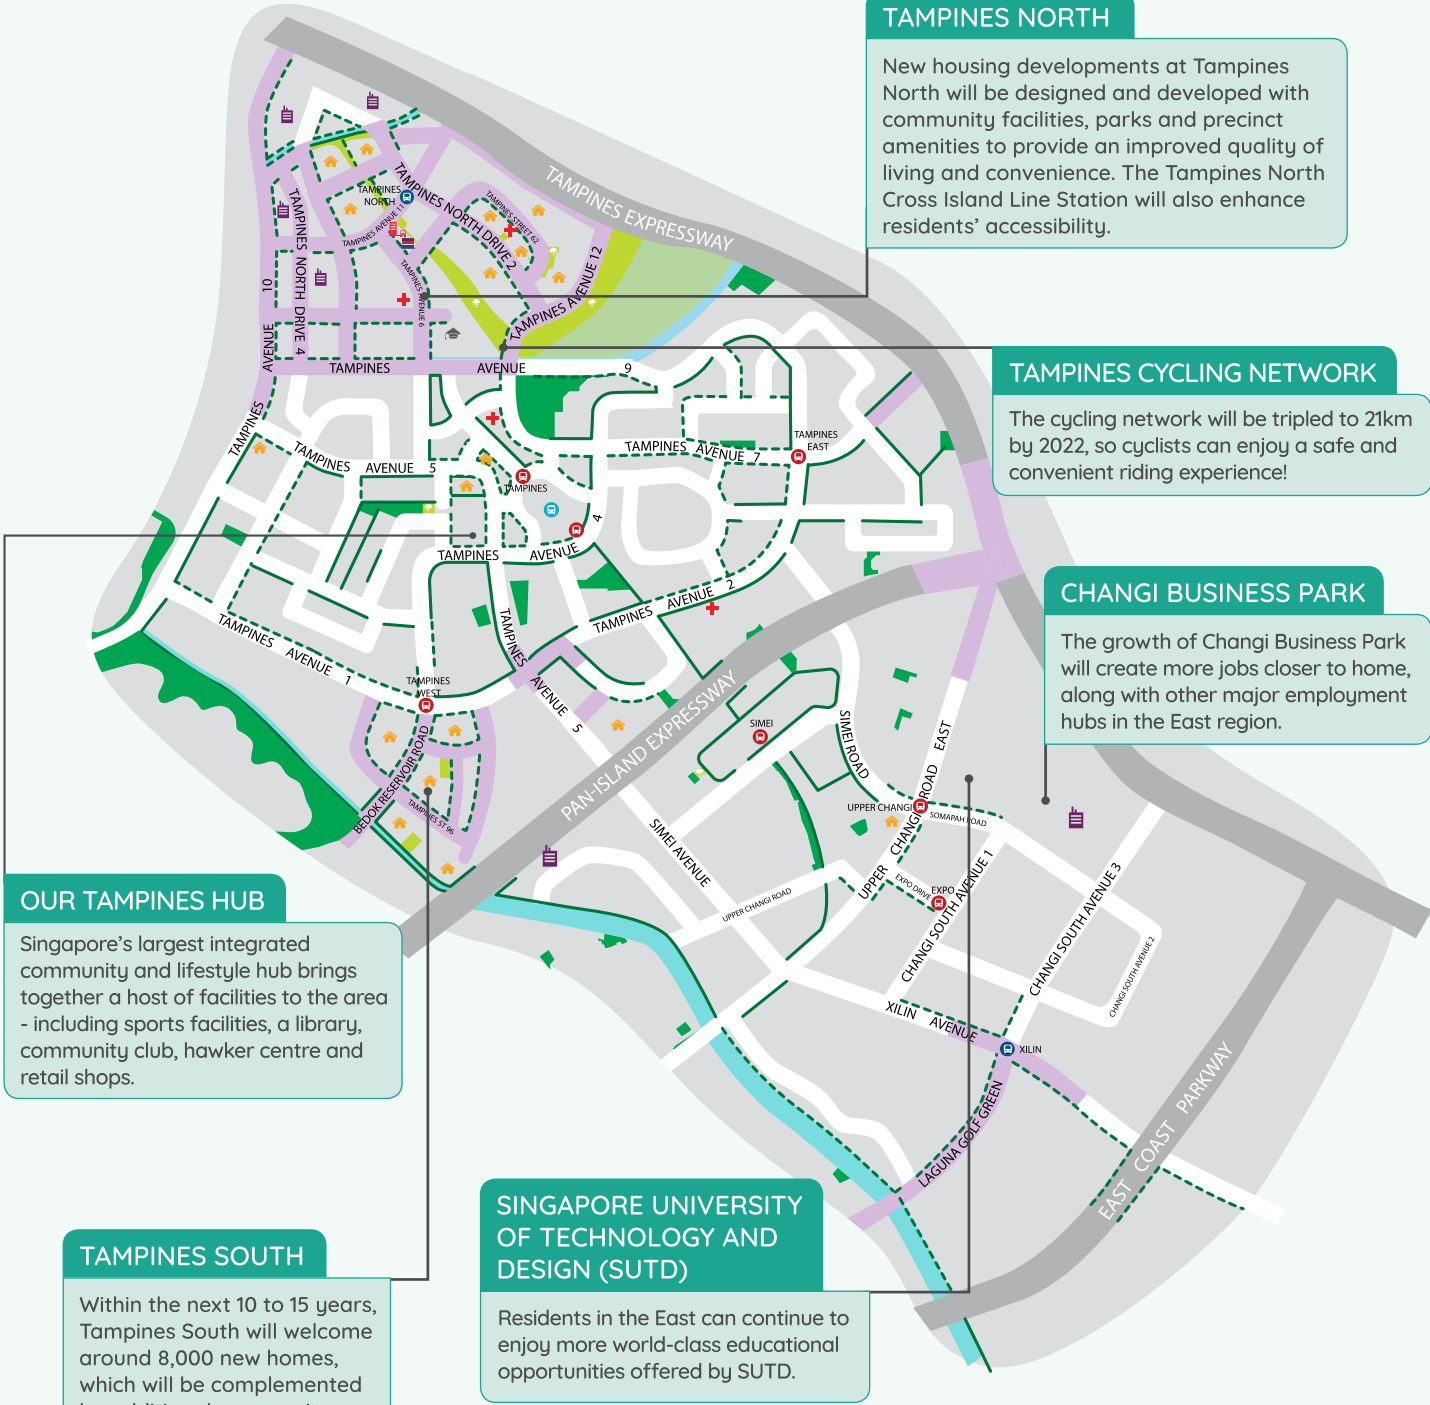 TAMPINES NORTH
New housing developments at Tampines
North will be designed and developed with
community facilities, parks and precinct
amenities to provide an improved quality of
living and convenience. The Tampines North
Cross Island Line Station will also enhance
residents’ accessibility.
TAMPINES EXPRESSWAY
TAMPINES
NORTH
TAMPINES NORTH DRIVE 2
TAMPINES STREET 62
TAMPINES AVENUE 11
TAMPINES NORTH DRIVE 4
TAMPINES AVENUE 6
TAMPINES AVENUE 12
TAMPINES AVENUE 10
TAMPINES AVENUE 9
TAMPINES CYCLING NETWORK
The cycling network will be tripled to 21km
by 2022, so cyclists can enjoy a safe and
convenient riding experience!
TAMPINES AVENUE 5
TAMPINES AVENUE 7
TAMPINES
EAST
TAMPINES
TAMPINES AVENUE 4
TAMPINES AVENUE 2
TAMPINES AVENUE 1
TAMPINES AVENUE 5
TAMPINES
WEST
CHANGI BUSINESS PARK
The growth of Changi Business Park
will create more jobs closer to home,
along with other major employment
hubs in the East region.
PAN-ISLAND EXPRESSWAY
SIMEI
SIMEI ROAD
BEDOK RESERVOIR ROAD
TAMPINES ST 96
SIMEI AVENUE
UPPER CHANGI
UPPER CHANGI ROAD EAST
SOMAPAH ROAD
UPPER CHANGI ROAD
EXPO DRIVE
EXPO
CHANGI SOUTH AVENUE 1
CHANGI SOUTH AVENUE 3
CHANGI SOUTH AVENUE 2
XILIN AVENUE
XILIN
LAGUNA GOLF GREEN
EAST COAST PARKWAY
OUR TAMPINES HUB
Singapore’s largest integrated
community and lifestyle hub brings
together a host of facilities to the area
- including sports facilities, a library,
community club, hawker centre and
retail shops.
TAMPINES SOUTH
Within the next 10 to 15 years,
Tampines South will welcome
around 8,000 new homes,
which will be complemented
SINGAPORE UNIVERSITY
OF TECHNOLOGY AND
DESIGN (SUTD)
Residents in the East can continue to
enjoy more world-class educational
opportunities offered by SUTD.